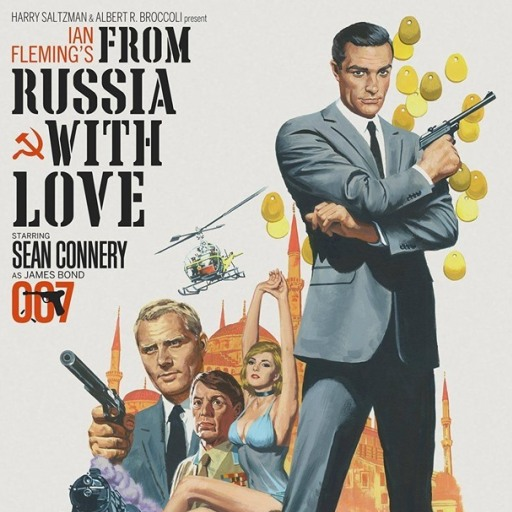 HARRY SALTZMAN & ALBERT R. BROCCOLI present
IAN
FLEMING'S FROM
RUSSIA
WITH
LOVE
STARRING
SEAN CONNERY
AS JAMES BOND
007